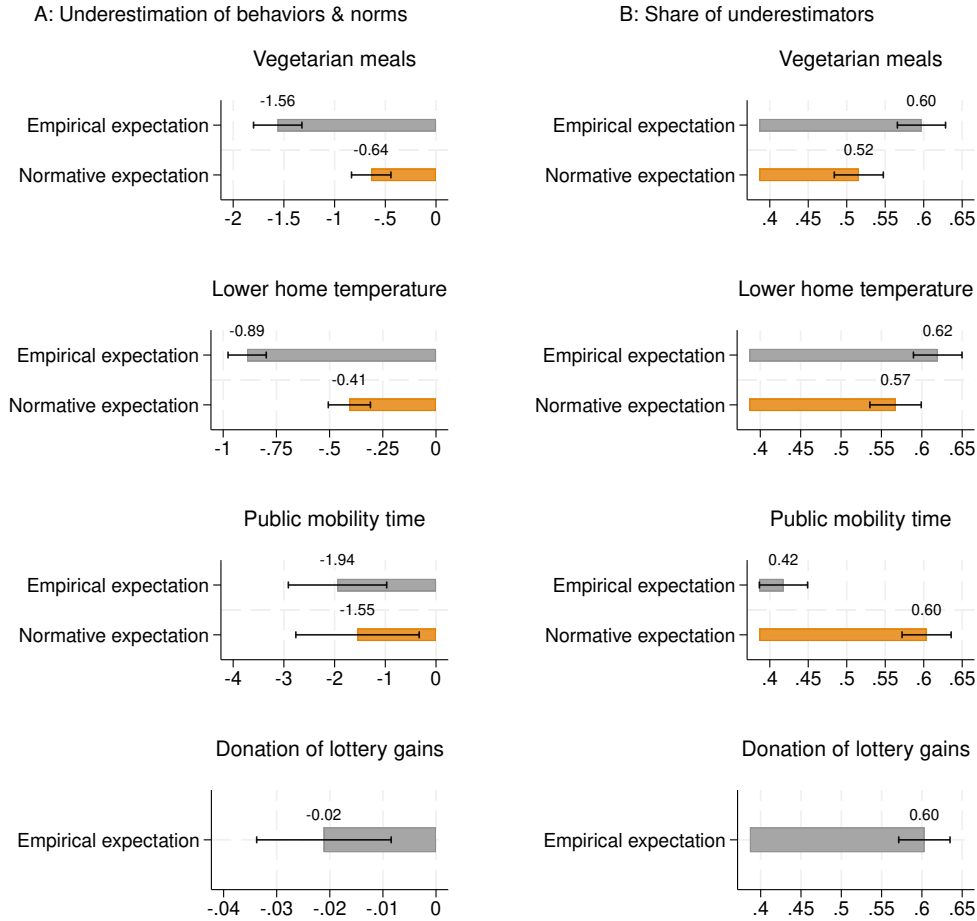 A: Underestimation of behaviors & norms
Vegetarian meals
-1.56
Empirical expectation
-0.64
Normative expectation
-2 -1.5 -1 -.5 0
Lower home temperature
-0.89
Empirical expectation
-0.41
Normative expectation
-1 -.75 -.5 -.25 0
Public mobility time
-1.94
Empirical expectation
-1.55
Normative expectation
-4 -3 -2 -1 0
Donation of lottery gains
-0.02
Empirical expectation
-.04 -.03 -.02 -.01 0
B: Share of underestimators
Vegetarian meals
0.60
Empirical expectation
0.52
Normative expectation
.4 .45 .5 .55 .6 .65
Lower home temperature
0.62
Empirical expectation
0.57
Normative expectation
.4 .45 .5 .55 .6 .65
Public mobility time
0.42
Empirical expectation
0.60
Normative expectation
.4 .45 .5 .55 .6 .65
Donation of lottery gains
0.60
Empirical expectation
.4 .45 .5 .55 .6 .65